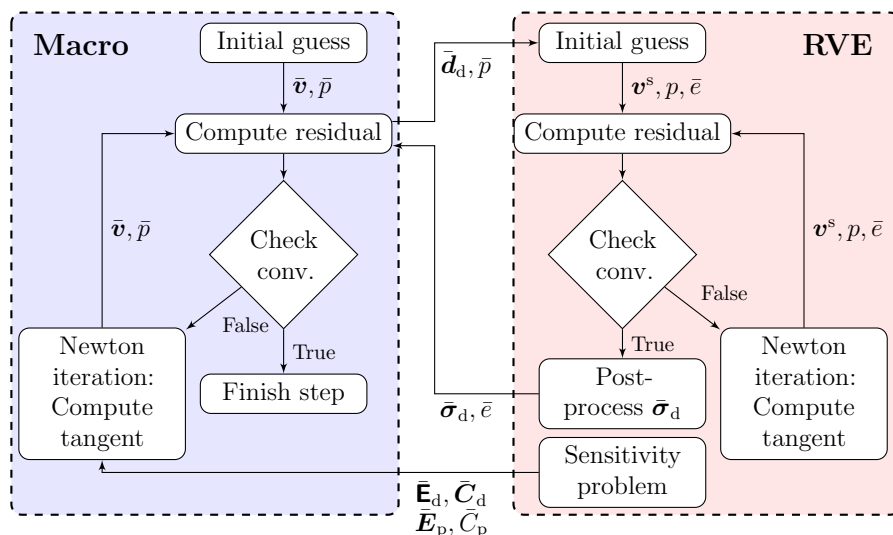 Macro
Initial guess
v̄, p̄
Compute residual
Check
conv.
False
True
Finish step
Newton
iteration:
Compute
tangent
v̄, p̄
d̄_d, p̄
σ̄_d, ē
Ē_d, C̄_d
Ē_p, C̄_p
RVE
Initial guess
v^s, p, ē
Compute residual
Check
conv.
False
True
Post-
process σ̄_d
Sensitivity
problem
Newton
iteration:
Compute
tangent
v^s, p, ē